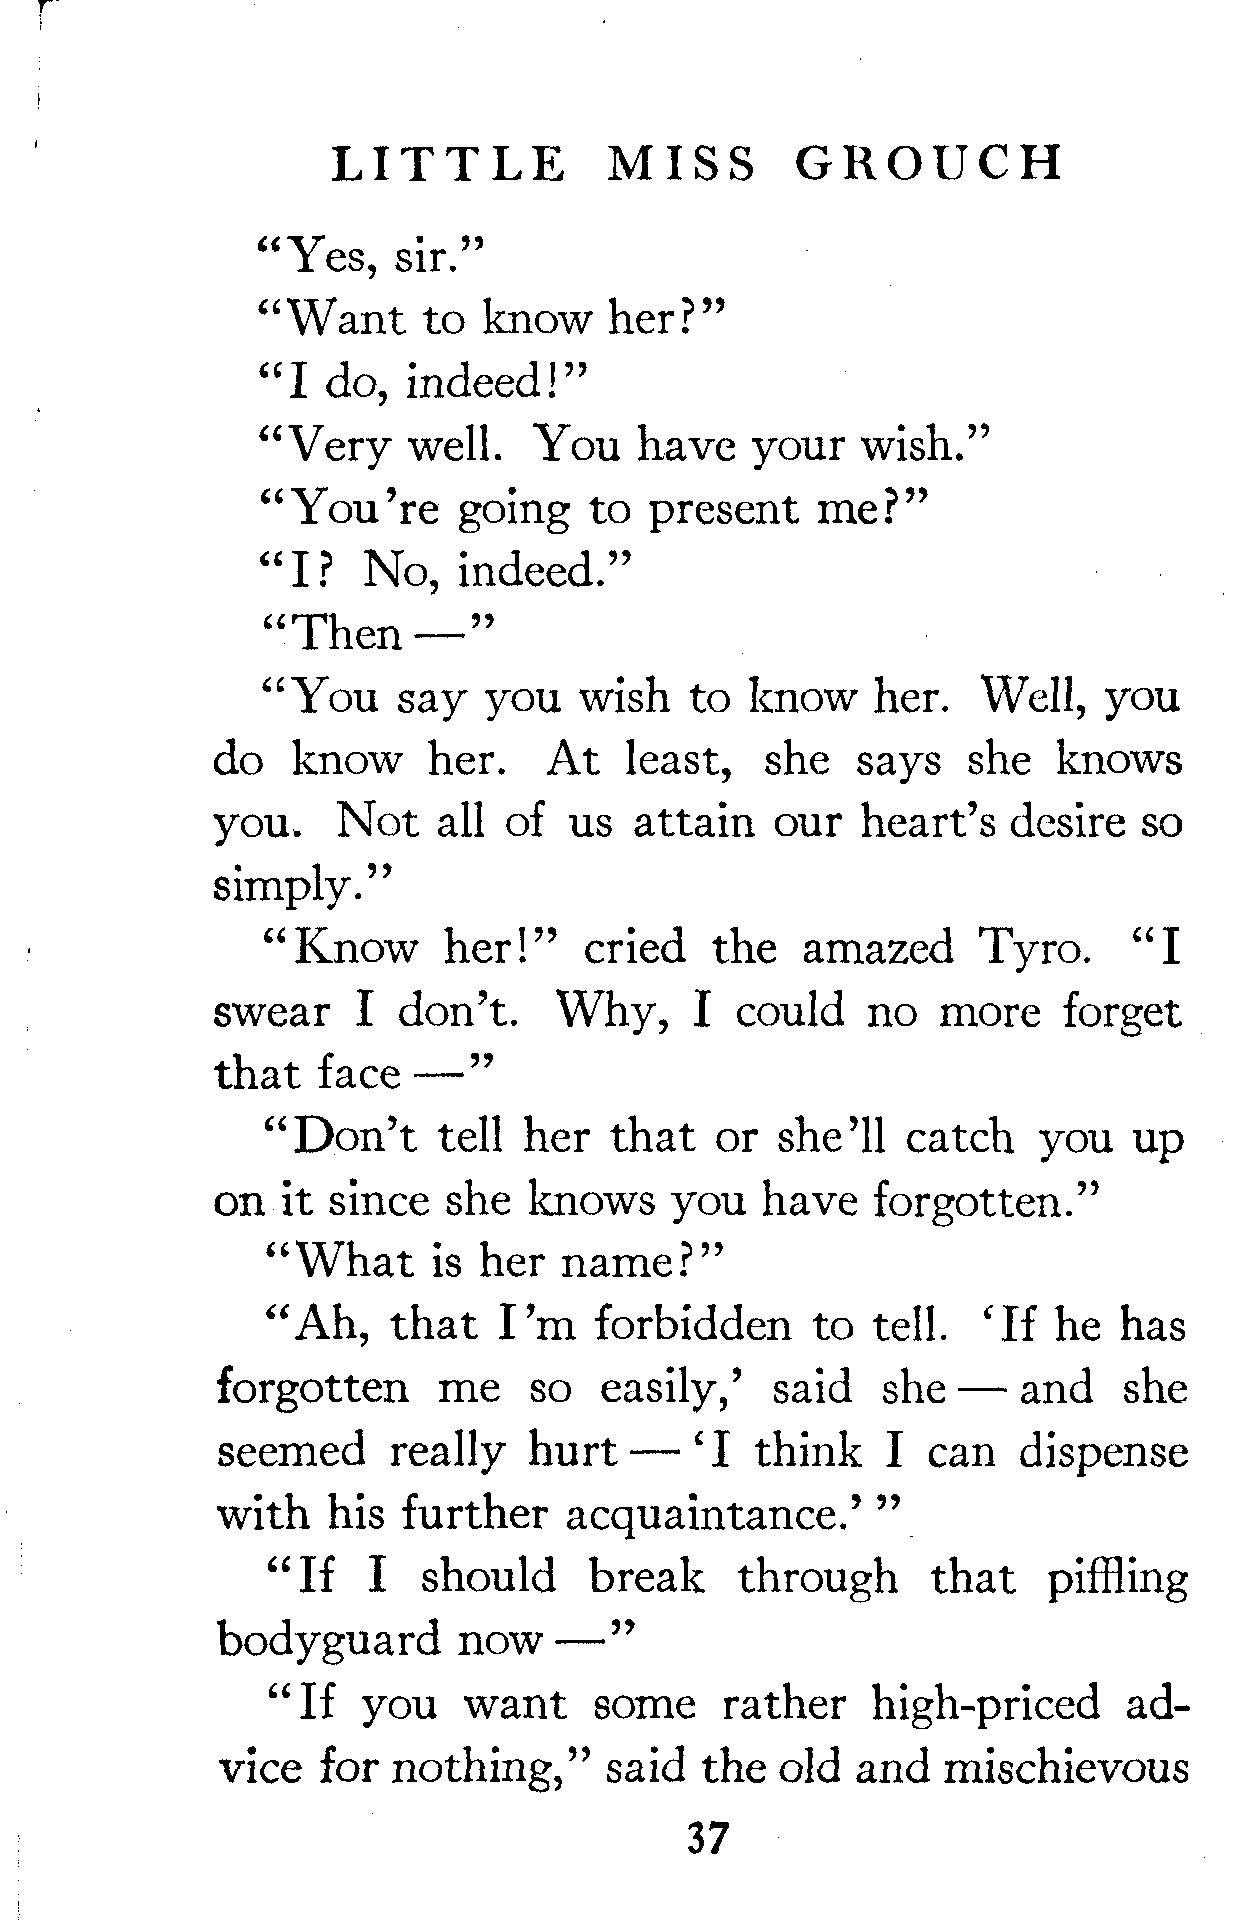 LITTLE MISS GROUCH
“Yes, sir.”
“Want to know her?”
“I do, indeed!”
“Very well. You have your wish.”
“You’re going to present me?”
“I? No, indeed.”
“Then —”
“You say you wish to know her. Well, you
do know her. At least, she says she knows
you. Not all of us attain our heart’s desire so
simply.”
“Know her!” cried the amazed Tyro. “I
swear I don’t. Why, I could no more forget
that face —”
“Don’t tell her that or she’ll catch you up
on it since she knows you have forgotten.”
“What is her name?”
“Ah, that I’m forbidden to tell. ‘If he has
forgotten me so easily,’ said she — and she
seemed really hurt — ‘I think I can dispense
with his further acquaintance.’ ”
“If I should break through that piffling
bodyguard now —”
“If you want some rather high-priced ad-
vice for nothing,” said the old and mischievous
37